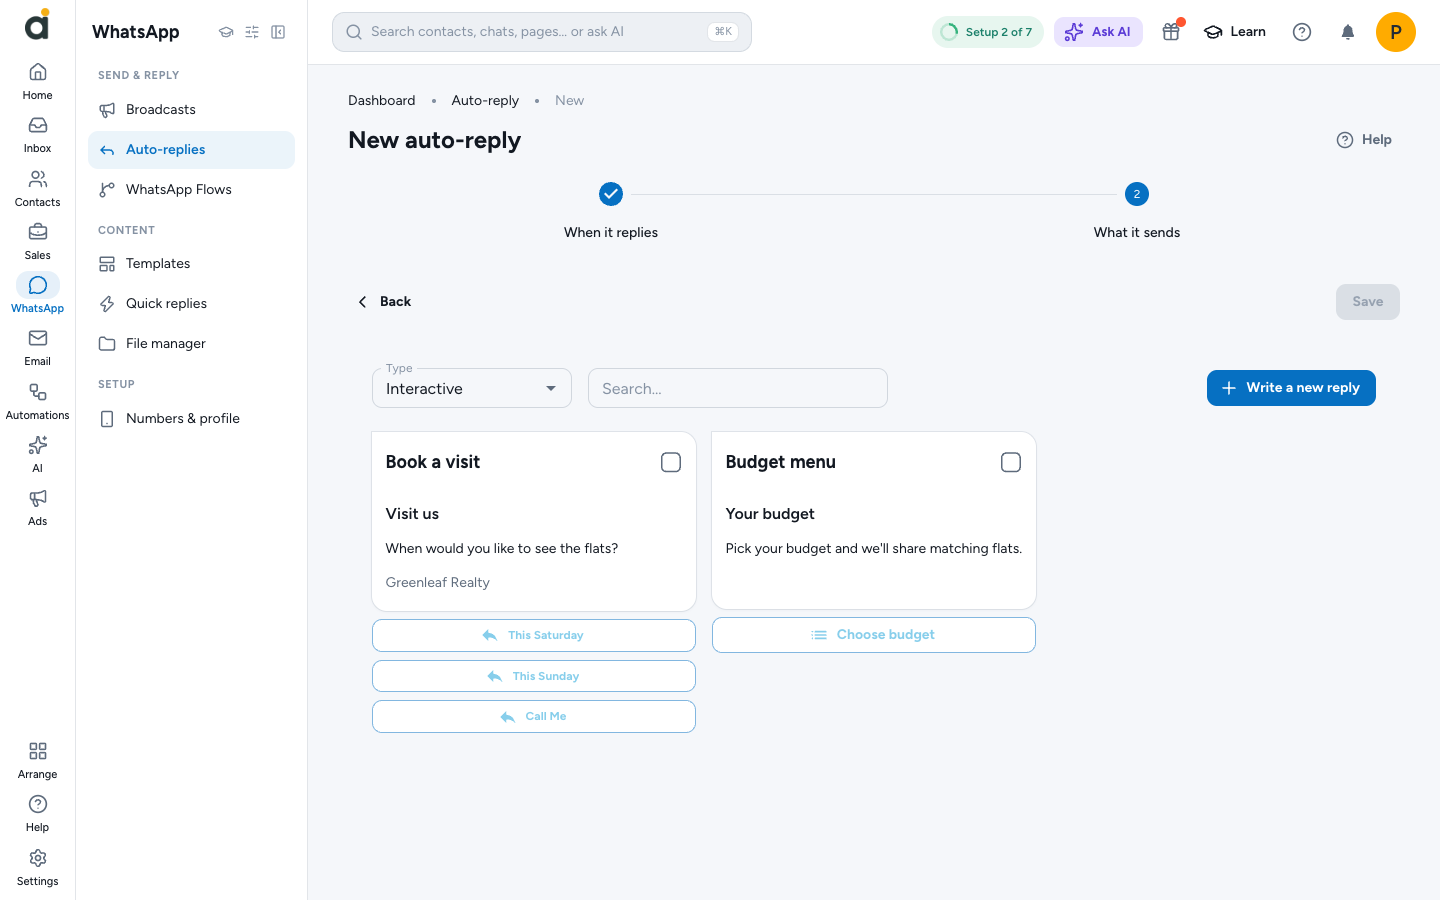 WhatsApp
Search contacts, chats, pages... or ask AI
⌘K
Setup 2 of 7
Ask AI
Learn
P
Home
Inbox
Contacts
Sales
WhatsApp
Email
Automations
AI
Ads
Arrange
Help
Settings
SEND & REPLY
Broadcasts
Auto-replies
WhatsApp Flows
CONTENT
Templates
Quick replies
File manager
SETUP
Numbers & profile
Dashboard • Auto-reply • New
New auto-reply
Help
2
When it replies
What it sends
Back
Save
Type
Interactive
Search...
Write a new reply
Book a visit
Visit us
When would you like to see the flats?
Greenleaf Realty
This Saturday
This Sunday
Call Me
Budget menu
Your budget
Pick your budget and we'll share matching flats.
Choose budget